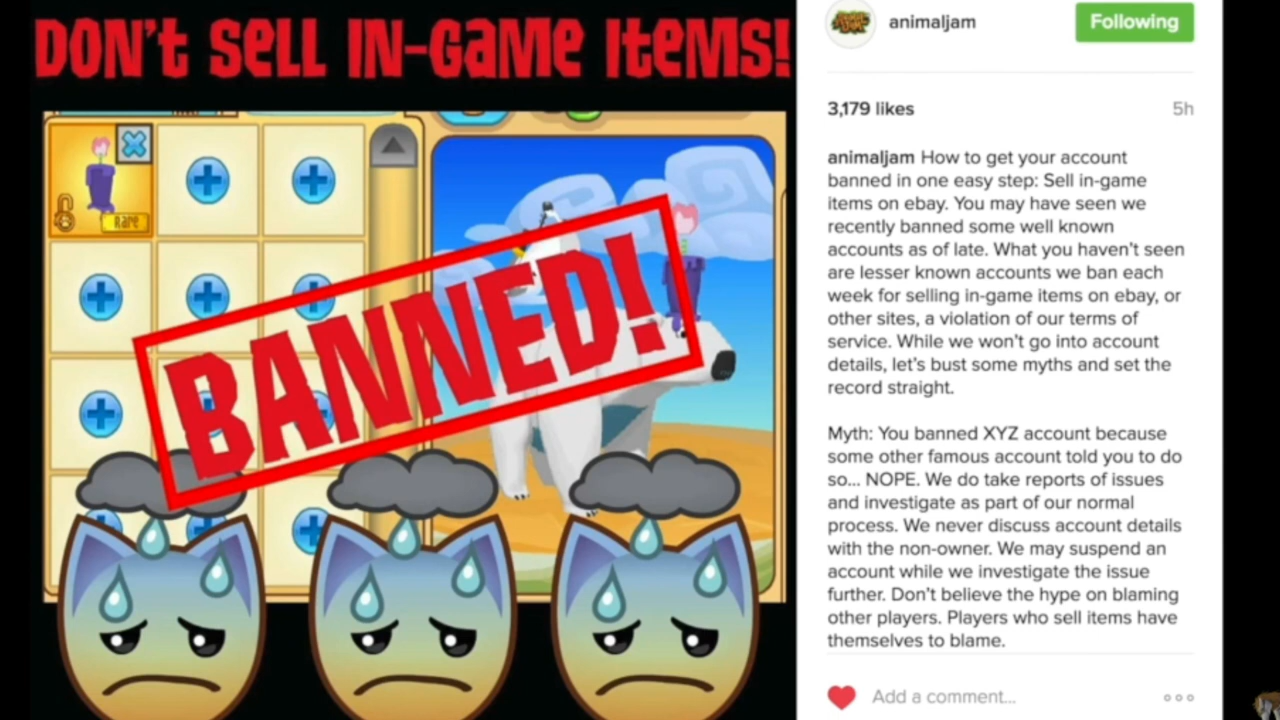 DON'T SELL IN-GAME ITEMS!
Rare
BANNED!
animaljam
Following
3,179 likes
5h
animaljam How to get your account
banned in one easy step: Sell in-game
items on ebay. You may have seen we
recently banned some well known
accounts as of late. What you haven't seen
are lesser known accounts we ban each
week for selling in-game items on ebay, or
other sites, a violation of our terms of
service. While we won't go into account
details, let's bust some myths and set the
record straight.
Myth: You banned XYZ account because
some other famous account told you to do
so... NOPE. We do take reports of issues
and investigate as part of our normal
process. We never discuss account details
with the non-owner. We may suspend an
account while we investigate the issue
further. Don't believe the hype on blaming
other players. Players who sell items have
themselves to blame.
Add a comment...